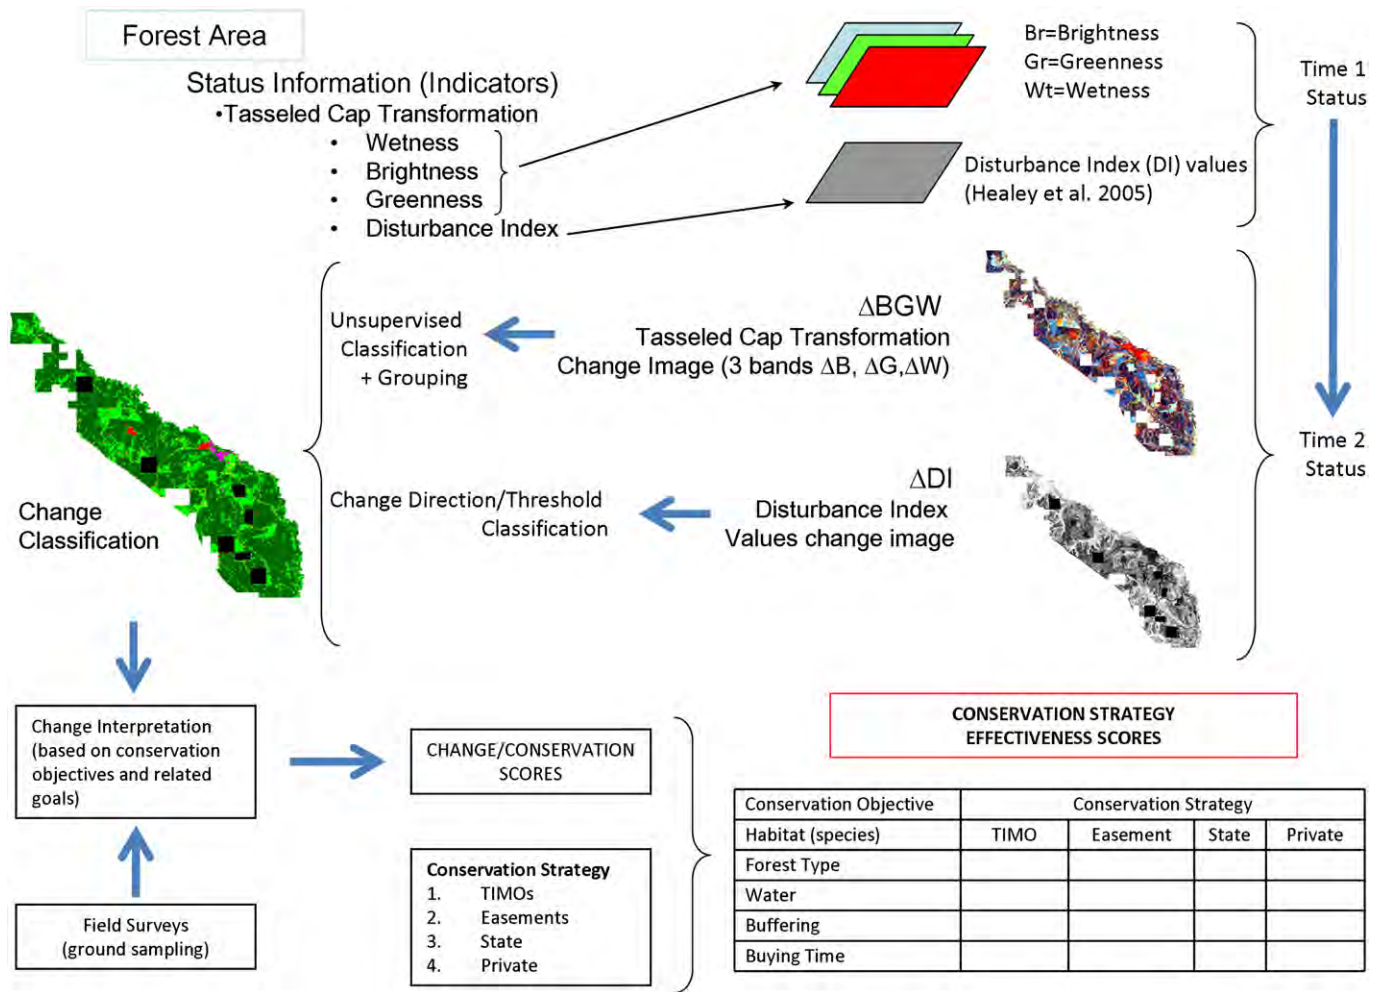 Forest Area
Status Information (Indicators)
•Tasseled Cap Transformation
• Wetness
• Brightness
• Greenness
• Disturbance Index
Br=Brightness
Gr=Greenness
Wt=Wetness
Disturbance Index (DI) values
(Healey et al. 2005)
Time 1
Status
Time 2
Status
ΔBGW
Tasseled Cap Transformation
Change Image (3 bands ΔB, ΔG,ΔW)
Unsupervised
Classification
+ Grouping
ΔDI
Disturbance Index
Values change image
Change Direction/Threshold
Classification
Change
Classification
Change Interpretation
(based on conservation
objectives and related
goals)
Field Surveys
(ground sampling)
CHANGE/CONSERVATION
SCORES
Conservation Strategy
1. TIMOs
2. Easements
3. State
4. Private
CONSERVATION STRATEGY
EFFECTIVENESS SCORES
Conservation Objective Conservation Strategy
Habitat (species) TIMO Easement State Private
Forest Type
Water
Buffering
Buying Time